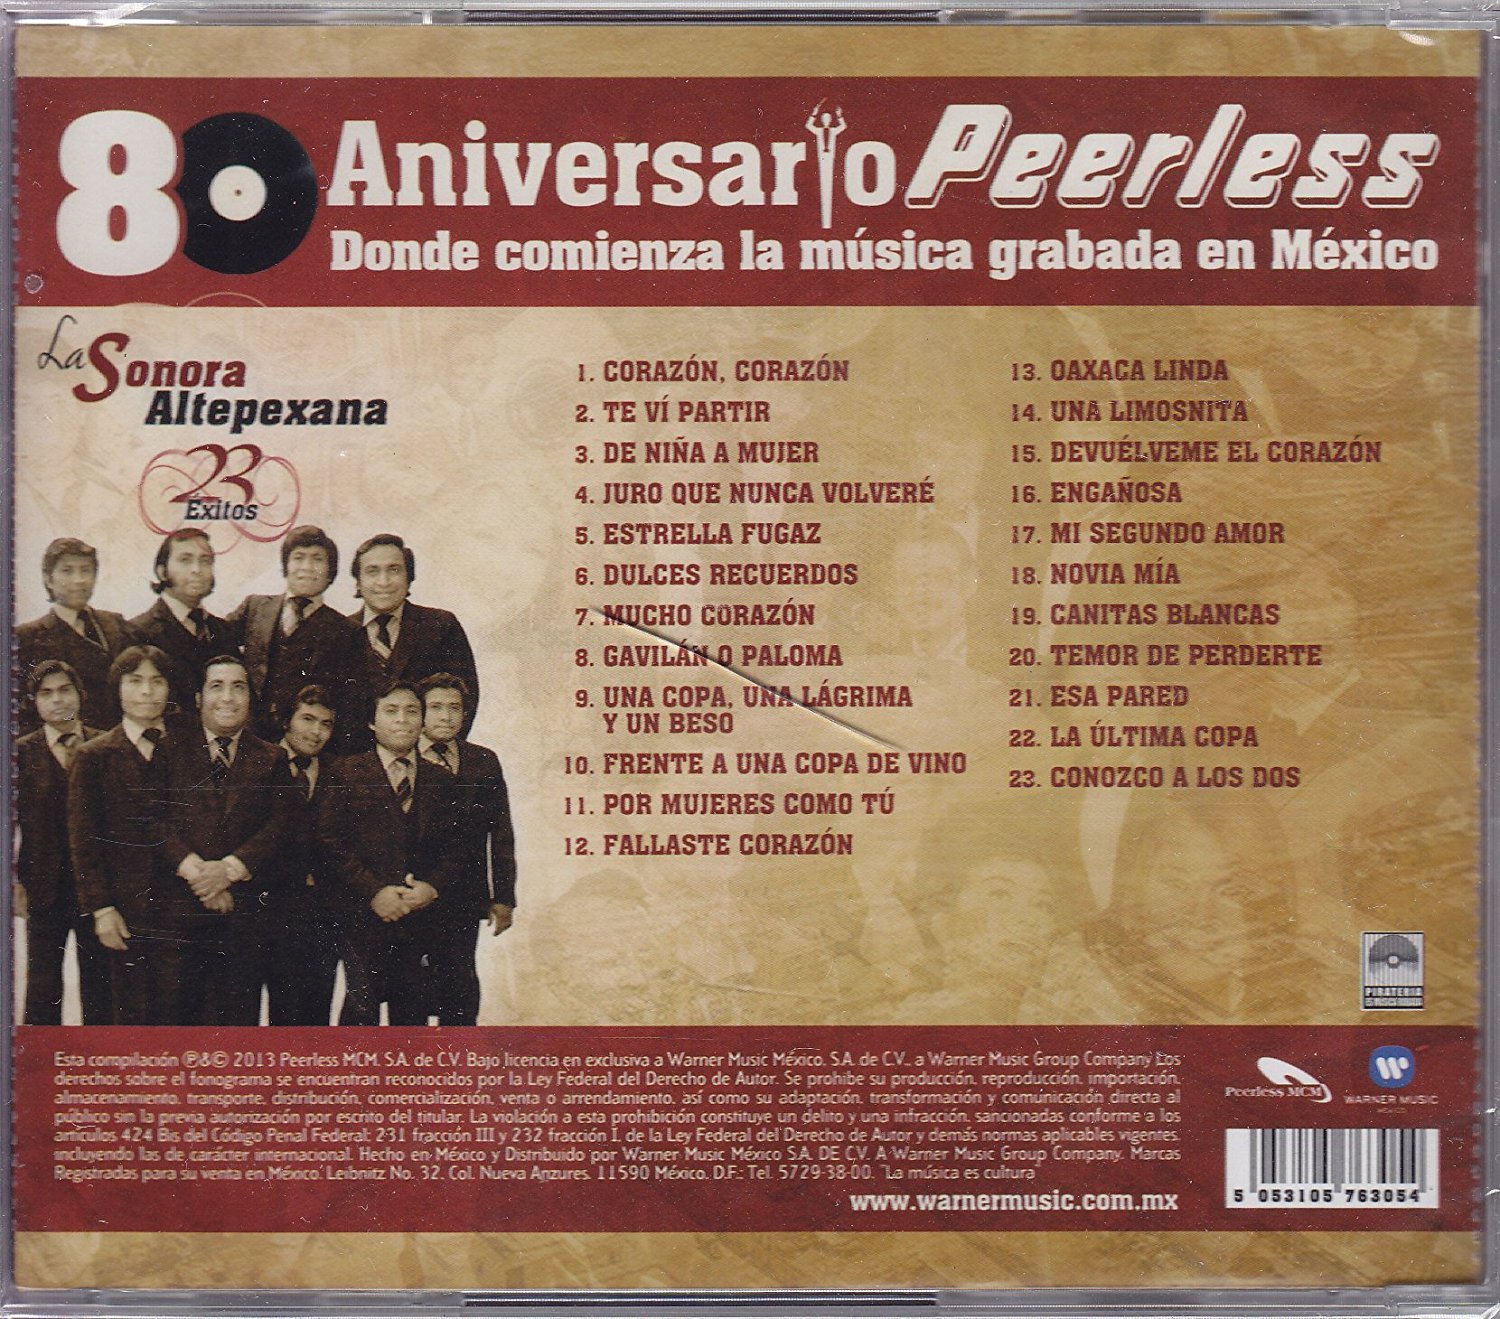 80 Aniversario Peerless
Donde comienza la música grabada en México
La Sonora
Altepexana
23
Éxitos
1. CORAZÓN, CORAZÓN
2. TE VÍ PARTIR
3. DE NIÑA A MUJER
4. JURO QUE NUNCA VOLVERÉ
5. ESTRELLA FUGAZ
6. DULCES RECUERDOS
7. MUCHO CORAZÓN
8. GAVILÁN O PALOMA
9. UNA COPA, UNA LÁGRIMA
Y UN BESO
10. FRENTE A UNA COPA DE VINO
11. POR MUJERES COMO TÚ
12. FALLASTE CORAZÓN
13. OAXACA LINDA
14. UNA LIMOSNITA
15. DEVUÉLVEME EL CORAZÓN
16. ENGAÑOSA
17. MI SEGUNDO AMOR
18. NOVIA MÍA
19. CANITAS BLANCAS
20. TEMOR DE PERDERTE
21. ESA PARED
22. LA ÚLTIMA COPA
23. CONOZCO A LOS DOS
PIRATERIA
Esta compilación ℗&© 2013 Peerless MCM. S.A. de C.V. Bajo licencia en exclusiva a Warner Music México. S.A. de C.V., a Warner Music Group Company Los
derechos sobre el fonograma se encuentran reconocidos por la Ley Federal del Derecho de Autor. Se prohibe su producción, reproducción, importación,
almacenamiento, transporte, distribución, comercialización, venta o arrendamiento, así como su adaptación, transformación y comunicación directa al
público sin la previa autorización por escrito del titular. La violación a esta prohibición constituye un delito y una infracción, sancionadas conforme a los
artículos 424 Bis del Código Penal Federal; 231 fracción III y 232 fracción I, de la Ley Federal del Derecho de Autor y demás normas aplicables vigentes,
incluyendo las de carácter internacional. Hecho en México y Distribuido por Warner Music México S.A. DE C.V. A Warner Music Group Company. Marcas
Registradas para su venta en México. Leibnitz No. 32. Col. Nueva Anzures. 11590 México. D.F.: Tel. 5729-38-00. "La música es cultura"
www.warnermusic.com.mx
Peerless MCM
WARNER MUSIC
MÉXICO
5 053105 763054